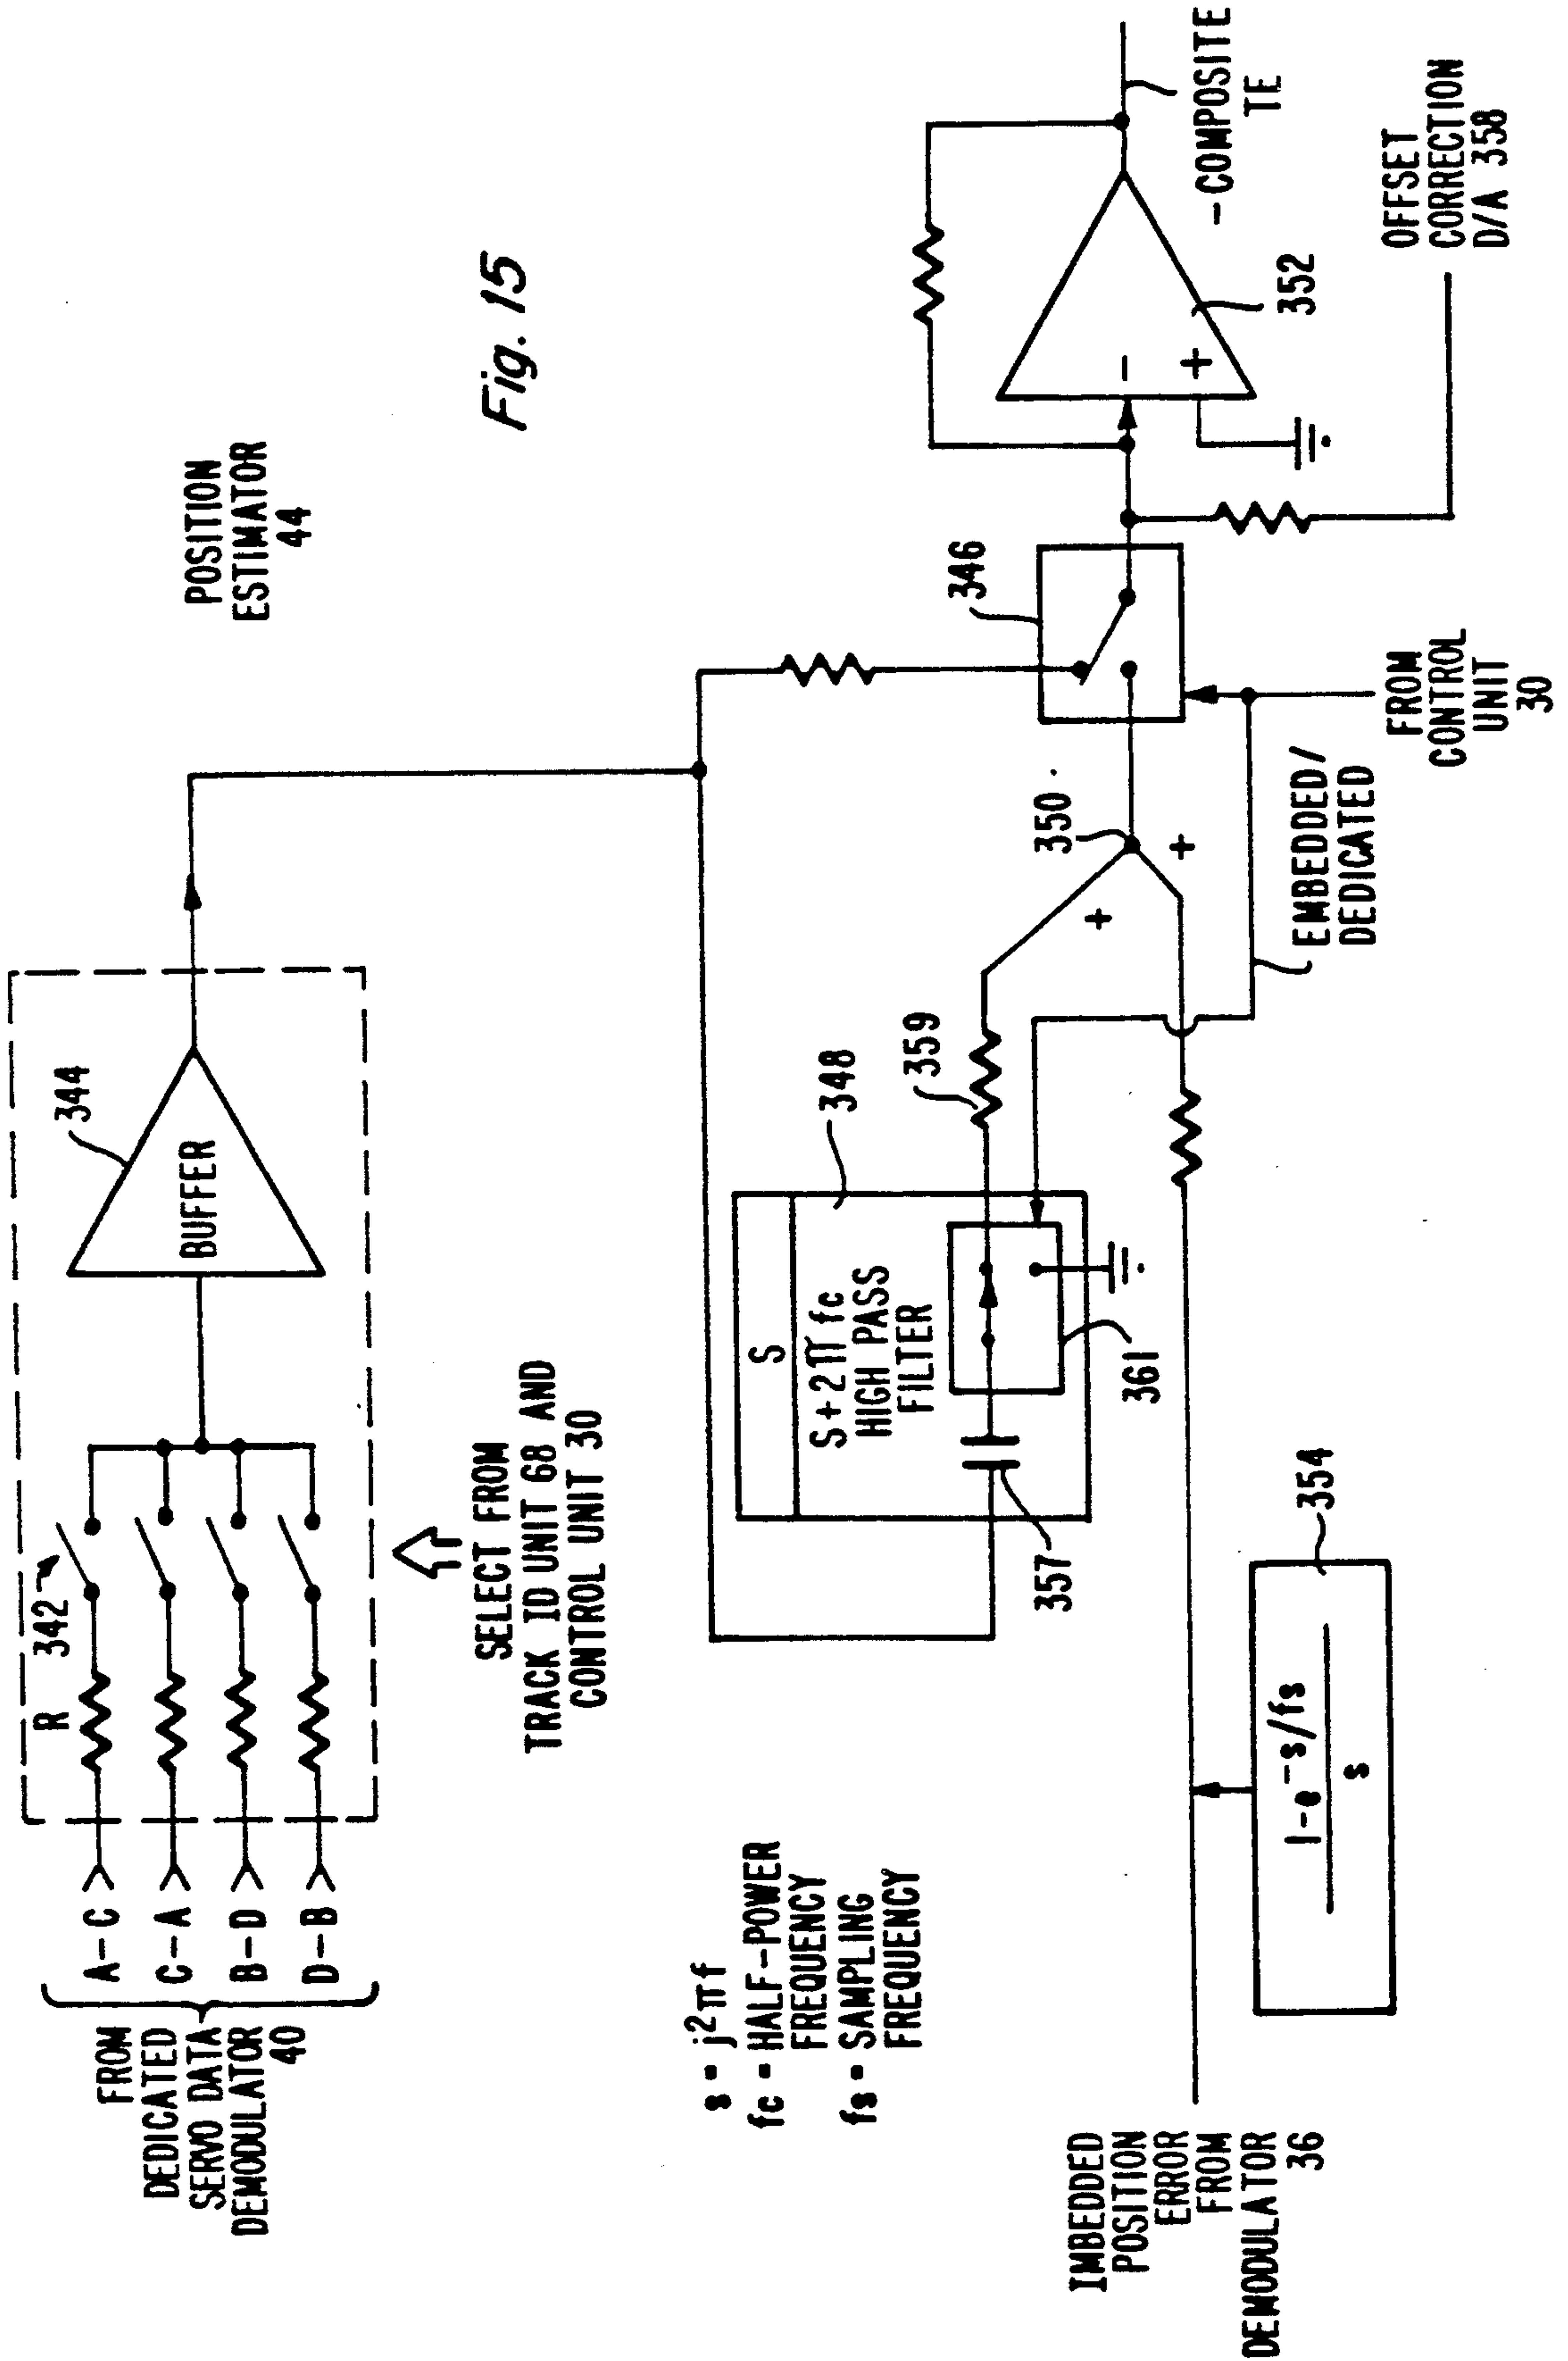 POSITION
ESTIMATOR
44
Fig. 15
FROM
DEDICATED
SERVO DATA
DEMODULATOR
40
A-C
C-A
B-D
D-B
R
342
BUFFER
344
SELECT FROM
TRACK ID UNIT 68 AND
CONTROL UNIT 30
s = j2πf
fc = HALF-POWER
FREQUENCY
fs = SAMPLING
FREQUENCY
S
S+2π fc
HIGH PASS
FILTER
348
357
361
359
350
+
+
346
EMBEDDED/
DEDICATED
FROM
CONTROL
UNIT
30
-
+
352
-COMPOSITE
TE
OFFSET
CORRECTION
D/A 358
IMBEDDED
POSITION
ERROR
FROM
DEMODULATOR
36
1-e-s/fs
s
354